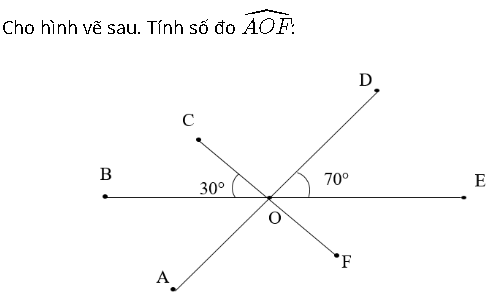 Cho hình vẽ sau. Tính số đo $\widehat{AOF}$:
D
C
B
30°
70°
E
O
F
A